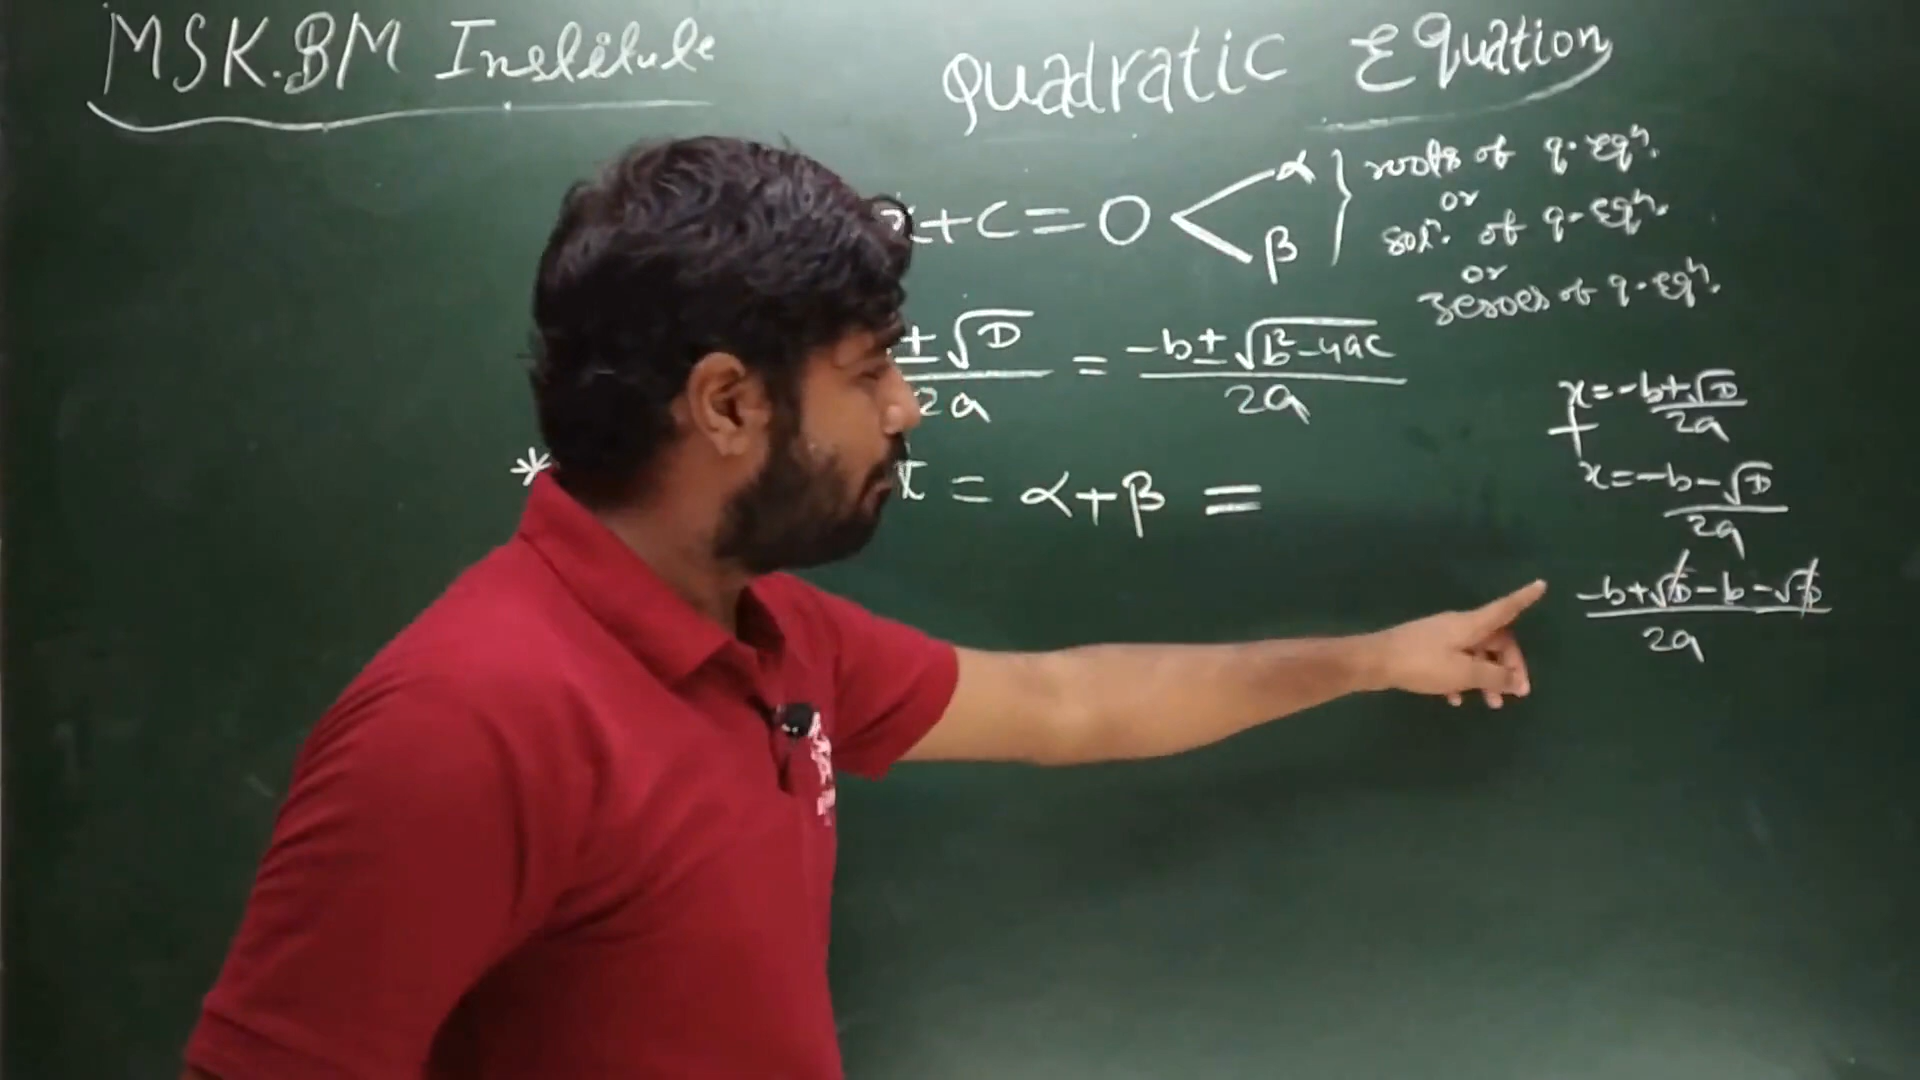 MSK.BM Institute
Quadratic Equation
x+c=0 < α β } roots of q. Eqⁿ.
or
solⁿ. of q. Eqⁿ.
or
zeroes of q. Eqⁿ.
±√D / 2a = -b±√b²-4ac / 2a
* = α+β =
x=-b+√D / 2a
+
x=-b-√D / 2a
-b+√D-b-√D / 2a